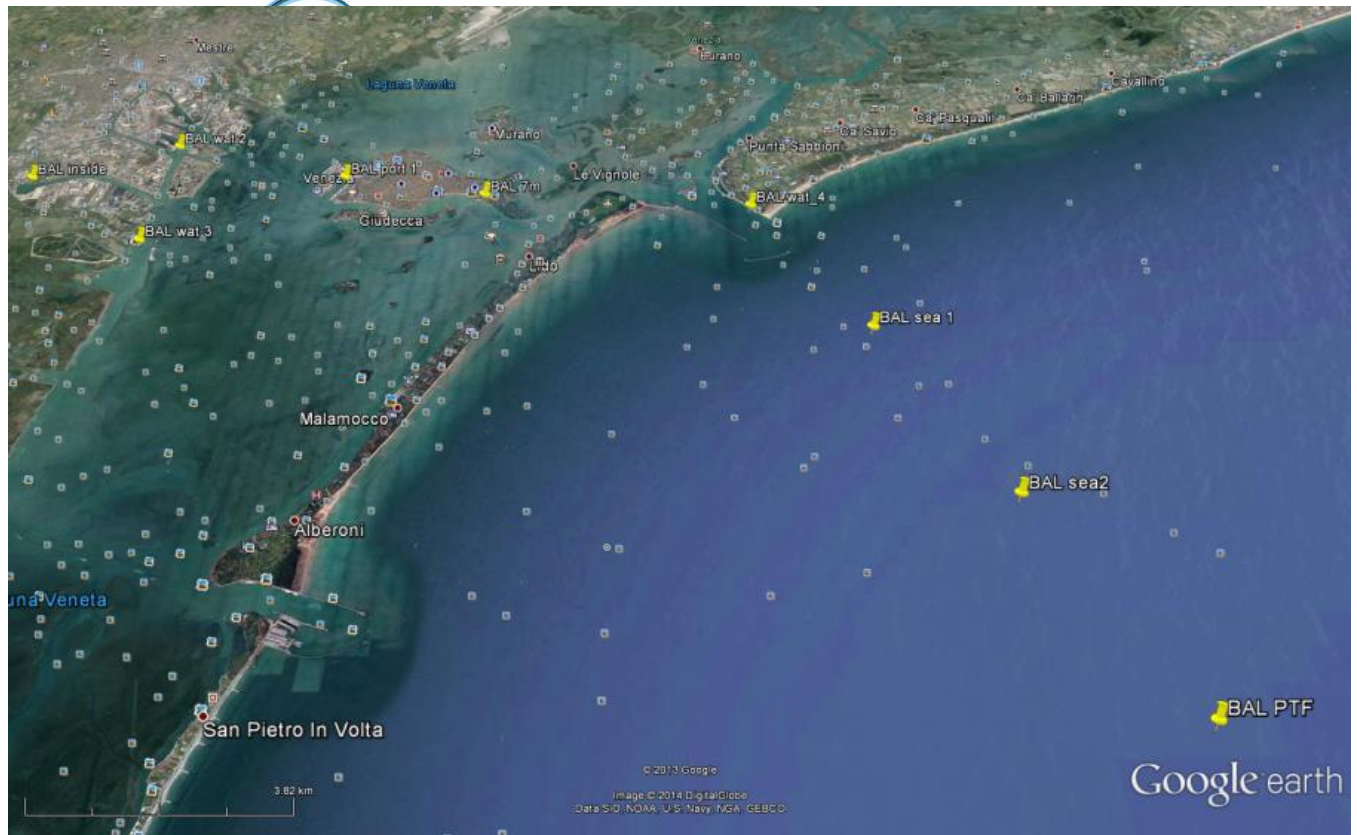 Mestre
Venezia
Burano
Laguna Veneta
Cavallino
Ca' Ballarin
Ca' Pasquali
Ca' Savio
Murano
Punta Sabbioni
BAL wat 2
BAL inside
BAL port 1
Venezia
Le Vignole
BAL 7m
BAL wat_4
Giudecca
BAL wat 3
Lido
BAL sea 1
Malamocco
BAL sea2
H
Alberoni
una Veneta
BAL PTF
San Pietro In Volta
© 2013 Google
Google earth
3.82 km
Image © 2014 DigitalGlobe
Data SIO, NOAA, U.S. Navy, NGA, GEBCO